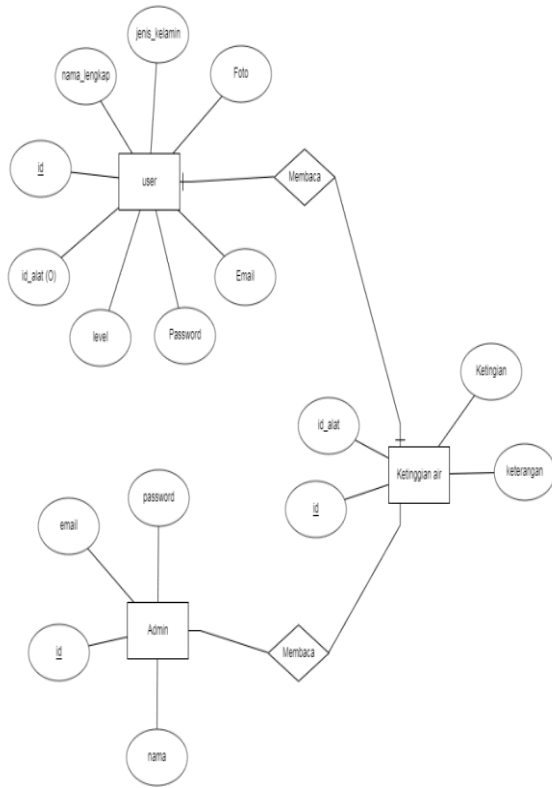 jenis_kelamin
nama_lengkap
Foto
id
user
Membaca
id_alat (O)
Email
level
Password
Ketingian
id_alat
Ketinggian air
keterangan
id
password
email
Admin
id
Membaca
nama